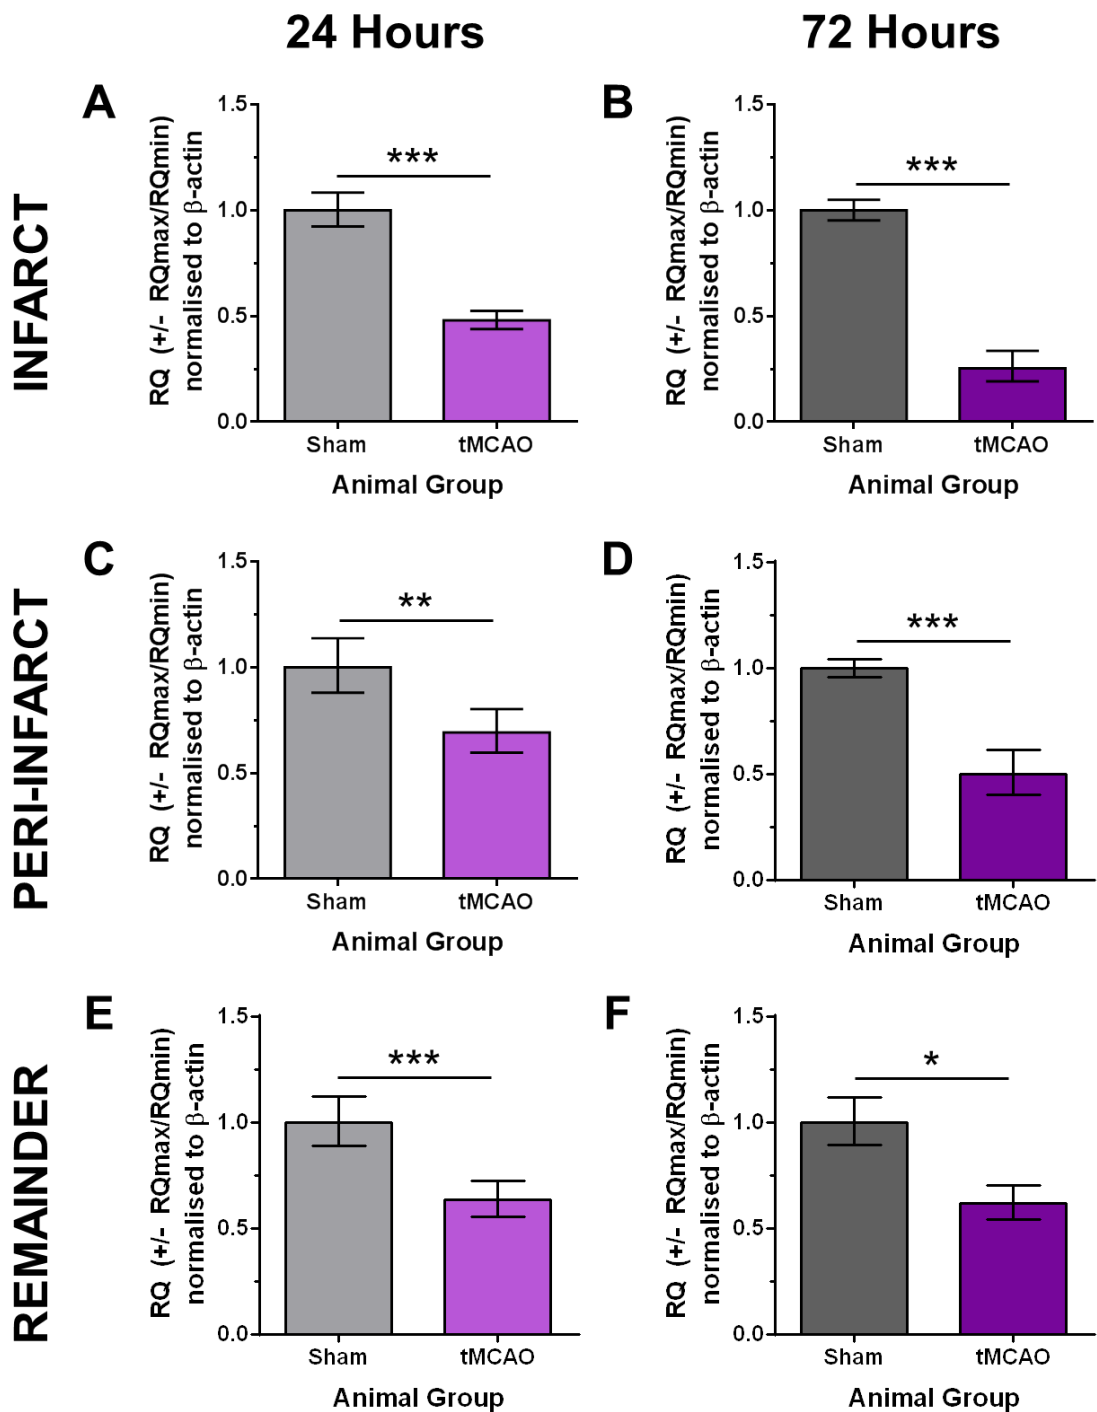 24 Hours
72 Hours
INFARCT
A
RQ (+/- RQmax/RQmin)
normalised to β-actin
1.5
1.0
0.5
0.0
***
Sham
tMCAO
Animal Group
B
RQ (+/- RQmax/RQmin)
normalised to β-actin
1.5
1.0
0.5
0.0
***
Sham
tMCAO
Animal Group
PERI-INFARCT
C
RQ (+/- RQmax/RQmin)
normalised to β-actin
1.5
1.0
0.5
0.0
**
Sham
tMCAO
Animal Group
D
RQ (+/- RQmax/RQmin)
normalised to β-actin
1.5
1.0
0.5
0.0
***
Sham
tMCAO
Animal Group
REMAINDER
E
RQ (+/- RQmax/RQmin)
normalised to β-actin
1.5
1.0
0.5
0.0
***
Sham
tMCAO
Animal Group
F
RQ (+/- RQmax/RQmin)
normalised to β-actin
1.5
1.0
0.5
0.0
*
Sham
tMCAO
Animal Group